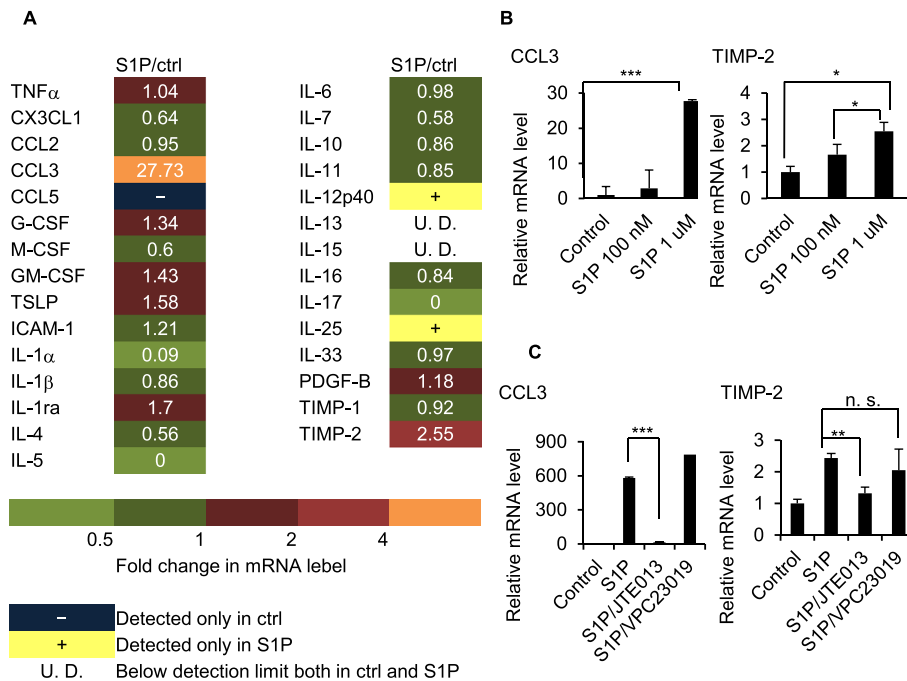 A
S1P/ctrl
TNFα 1.04
CX3CL1 0.64
CCL2 0.95
CCL3 27.73
CCL5 –
G-CSF 1.34
M-CSF 0.6
GM-CSF 1.43
TSLP 1.58
ICAM-1 1.21
IL-1α 0.09
IL-1β 0.86
IL-1ra 1.7
IL-4 0.56
IL-5 0
S1P/ctrl
IL-6 0.98
IL-7 0.58
IL-10 0.86
IL-11 0.85
IL-12p40 +
IL-13 U. D.
IL-15 U. D.
IL-16 0.84
IL-17 0
IL-25 +
IL-33 0.97
PDGF-B 1.18
TIMP-1 0.92
TIMP-2 2.55
0.5 1 2 4
Fold change in mRNA lebel
– Detected only in ctrl
+ Detected only in S1P
U. D. Below detection limit both in ctrl and S1P
B
CCL3
Relative mRNA level
30
20
10
0
***
Control
S1P 100 nM
S1P 1 uM
TIMP-2
Relative mRNA level
4
3
2
1
0
*
*
Control
S1P 100 nM
S1P 1 uM
C
CCL3
Relative mRNA level
900
600
300
0
***
Control
S1P
S1P/JTE013
S1P/VPC23019
TIMP-2
Relative mRNA level
3
2
1
0
n. s.
**
Control
S1P
S1P/JTE013
S1P/VPC23019